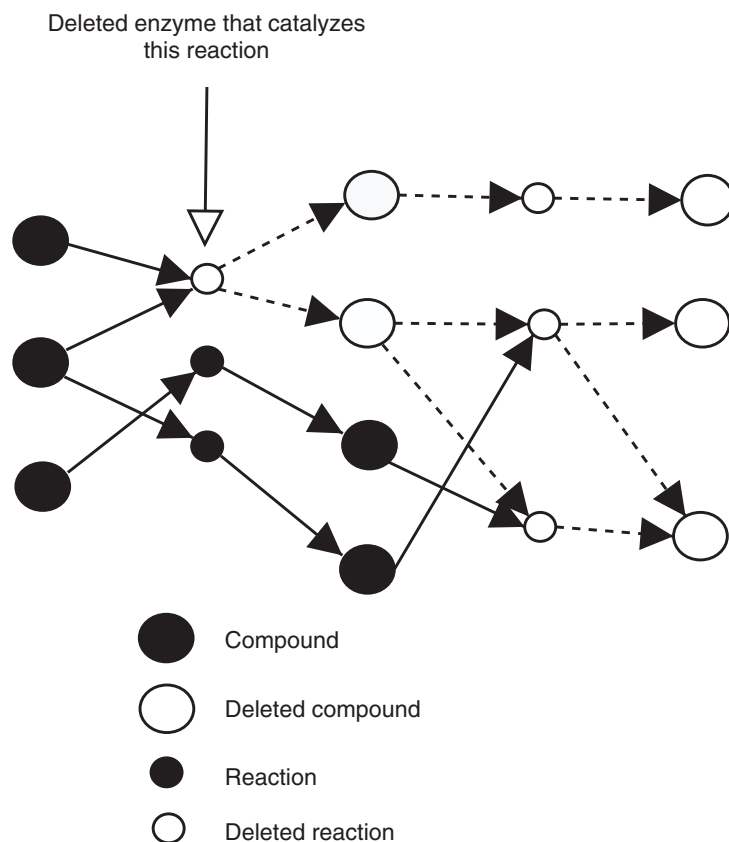 Deleted enzyme that catalyzes
this reaction
Compound
Deleted compound
Reaction
Deleted reaction